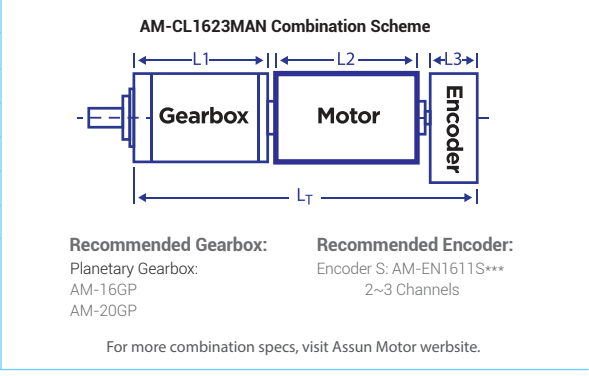 AM-CL1623MAN Combination Scheme
L1 L2 L3
Gearbox Motor Encoder
LT
Recommended Gearbox: Recommended Encoder:
Planetary Gearbox: Encoder S: AM-EN1611S***
AM-16GP 2~3 Channels
AM-20GP
For more combination specs, visit Assun Motor werbsite.